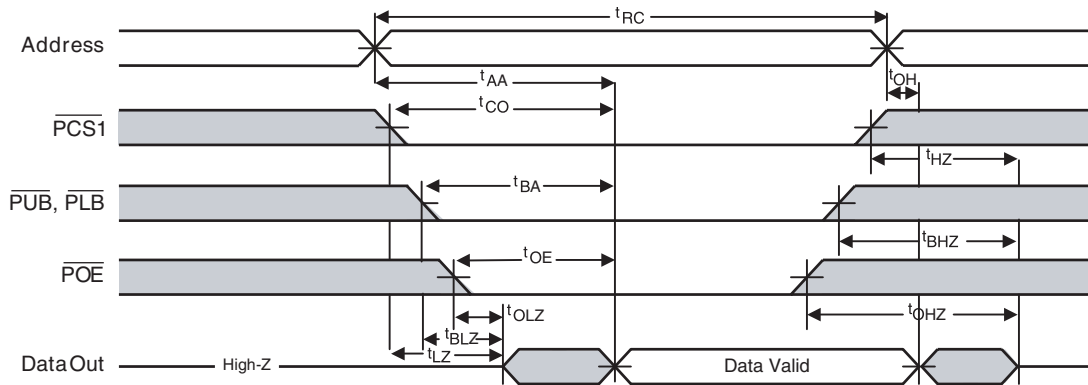 tRC
Address
tAA
tOH
tCO
PCS1
tHZ
tBA
PUB, PLB
tBHZ
tOE
POE
tOLZ
tOHZ
tBLZ
tLZ
Data Out
High-Z
Data Valid